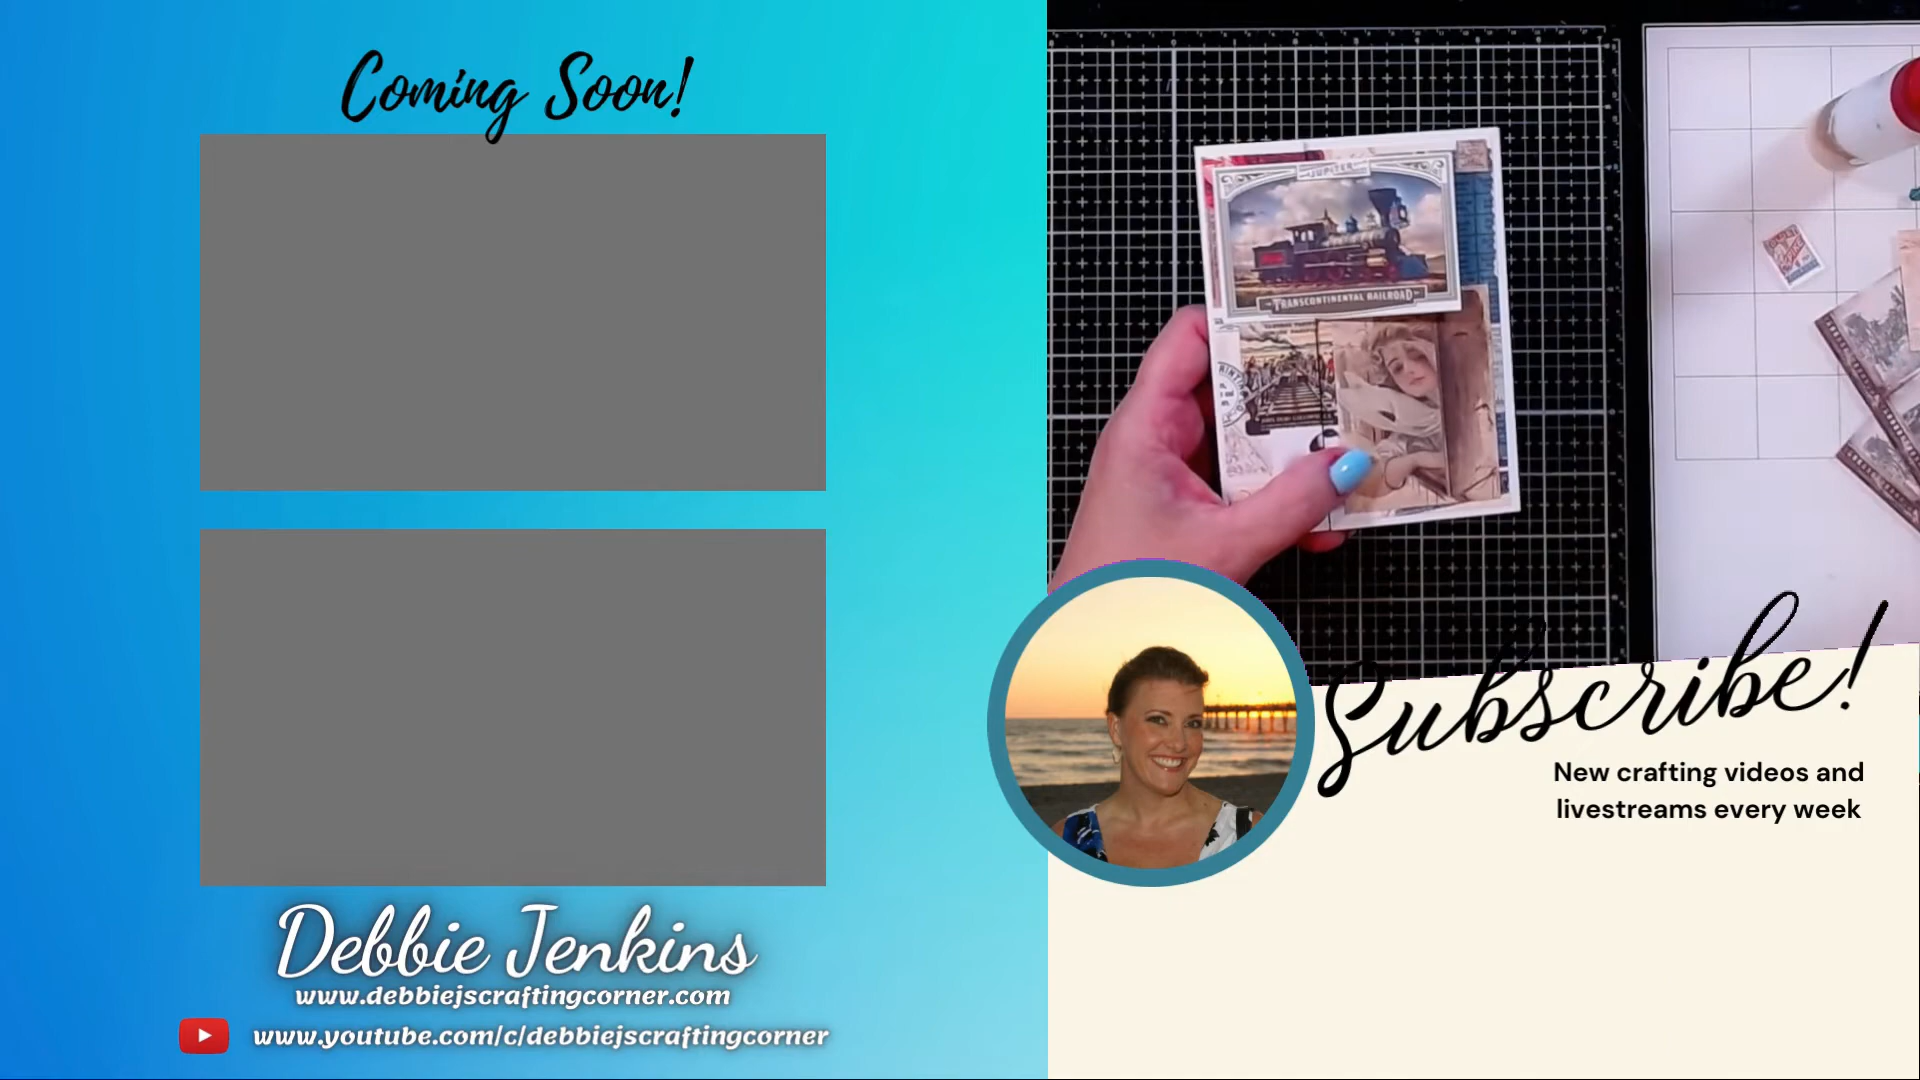 Coming Soon!
Debbie Jenkins
www.debbiejscraftingcorner.com
www.youtube.com/c/debbiejscraftingcorner
JUPITER
TRANSCONTINENTAL RAILROAD
Subscribe!
New crafting videos and
livestreams every week